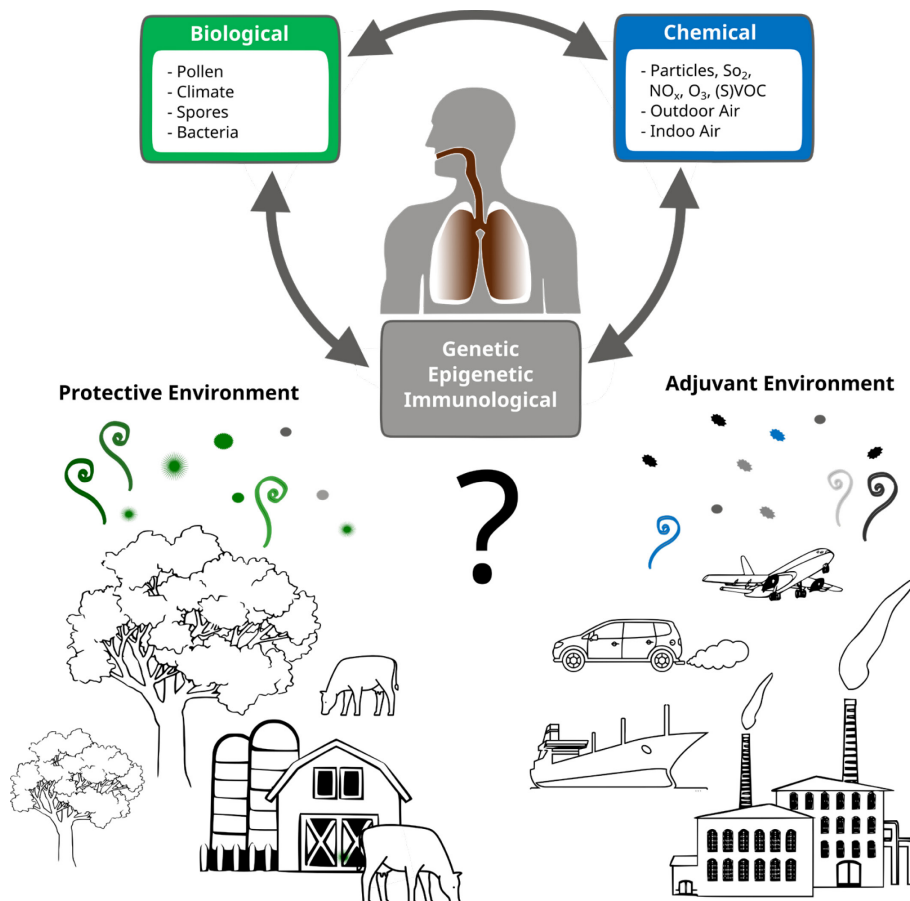 Biological
- Pollen
- Climate
- Spores
- Bacteria
Chemical
- Particles, So₂,
NOₓ, O₃, (S)VOC
- Outdoor Air
- Indoo Air
Genetic
Epigenetic
Immunological
Protective Environment
Adjuvant Environment
?